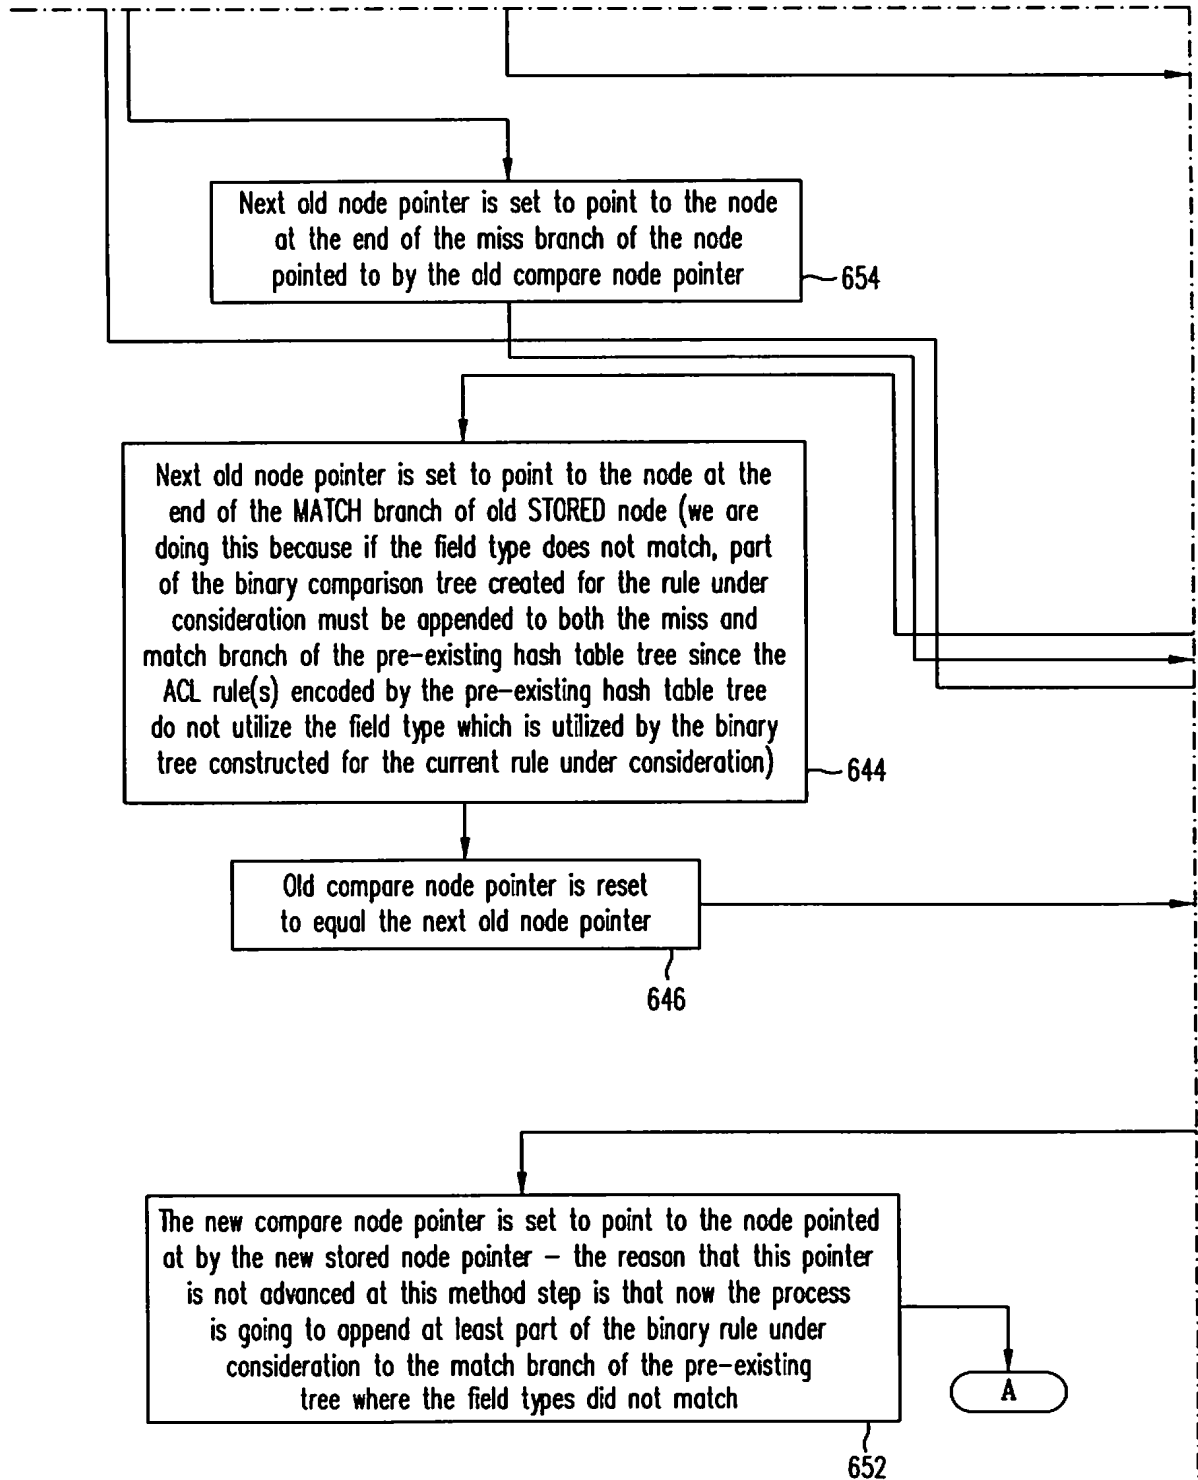 Next old node pointer is set to point to the node
at the end of the miss branch of the node
pointed to by the old compare node pointer
654
Next old node pointer is set to point to the node at the
end of the MATCH branch of old STORED node (we are
doing this because if the field type does not match, part
of the binary comparison tree created for the rule under
consideration must be appended to both the miss and
match branch of the pre-existing hash table tree since the
ACL rule(s) encoded by the pre-existing hash table tree
do not utilize the field type which is utilized by the binary
tree constructed for the current rule under consideration)
644
Old compare node pointer is reset
to equal the next old node pointer
646
The new compare node pointer is set to point to the node pointed
at by the new stored node pointer – the reason that this pointer
is not advanced at this method step is that now the process
is going to append at least part of the binary rule under
consideration to the match branch of the pre-existing
tree where the field types did not match
A
652